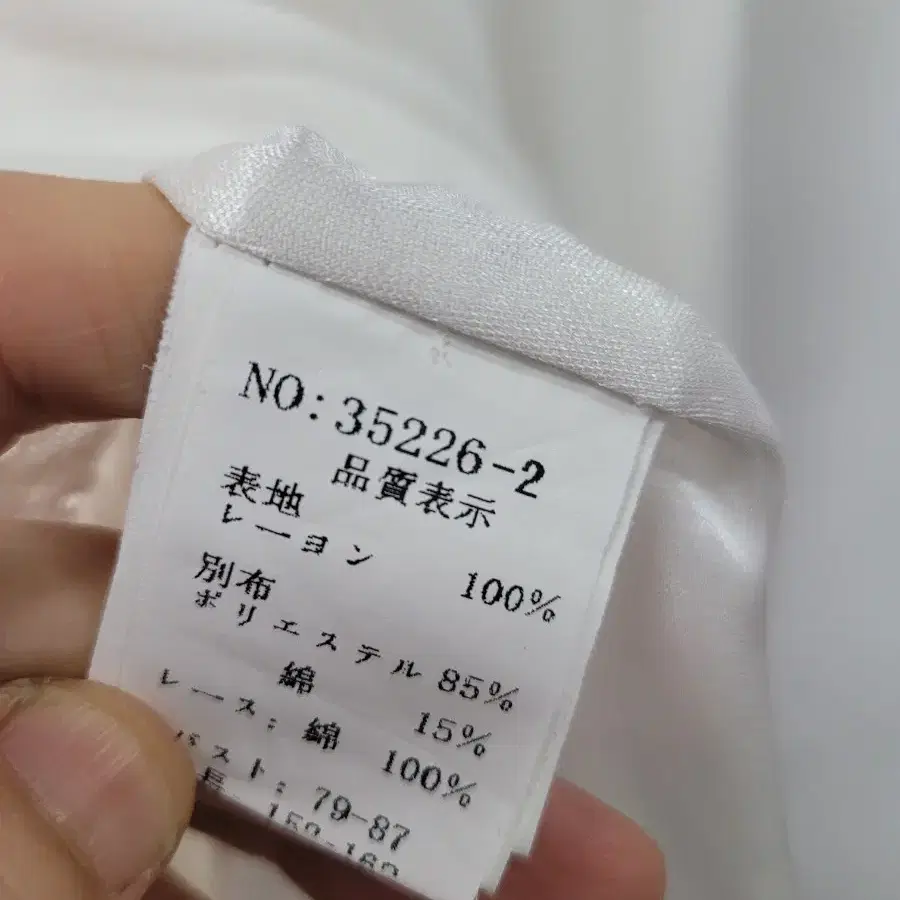 NO:35226-2
品質表示
表地
レーヨン 100%
別布
ポリエステル 85%
綿 15%
レース:綿 100%
バスト:79-87